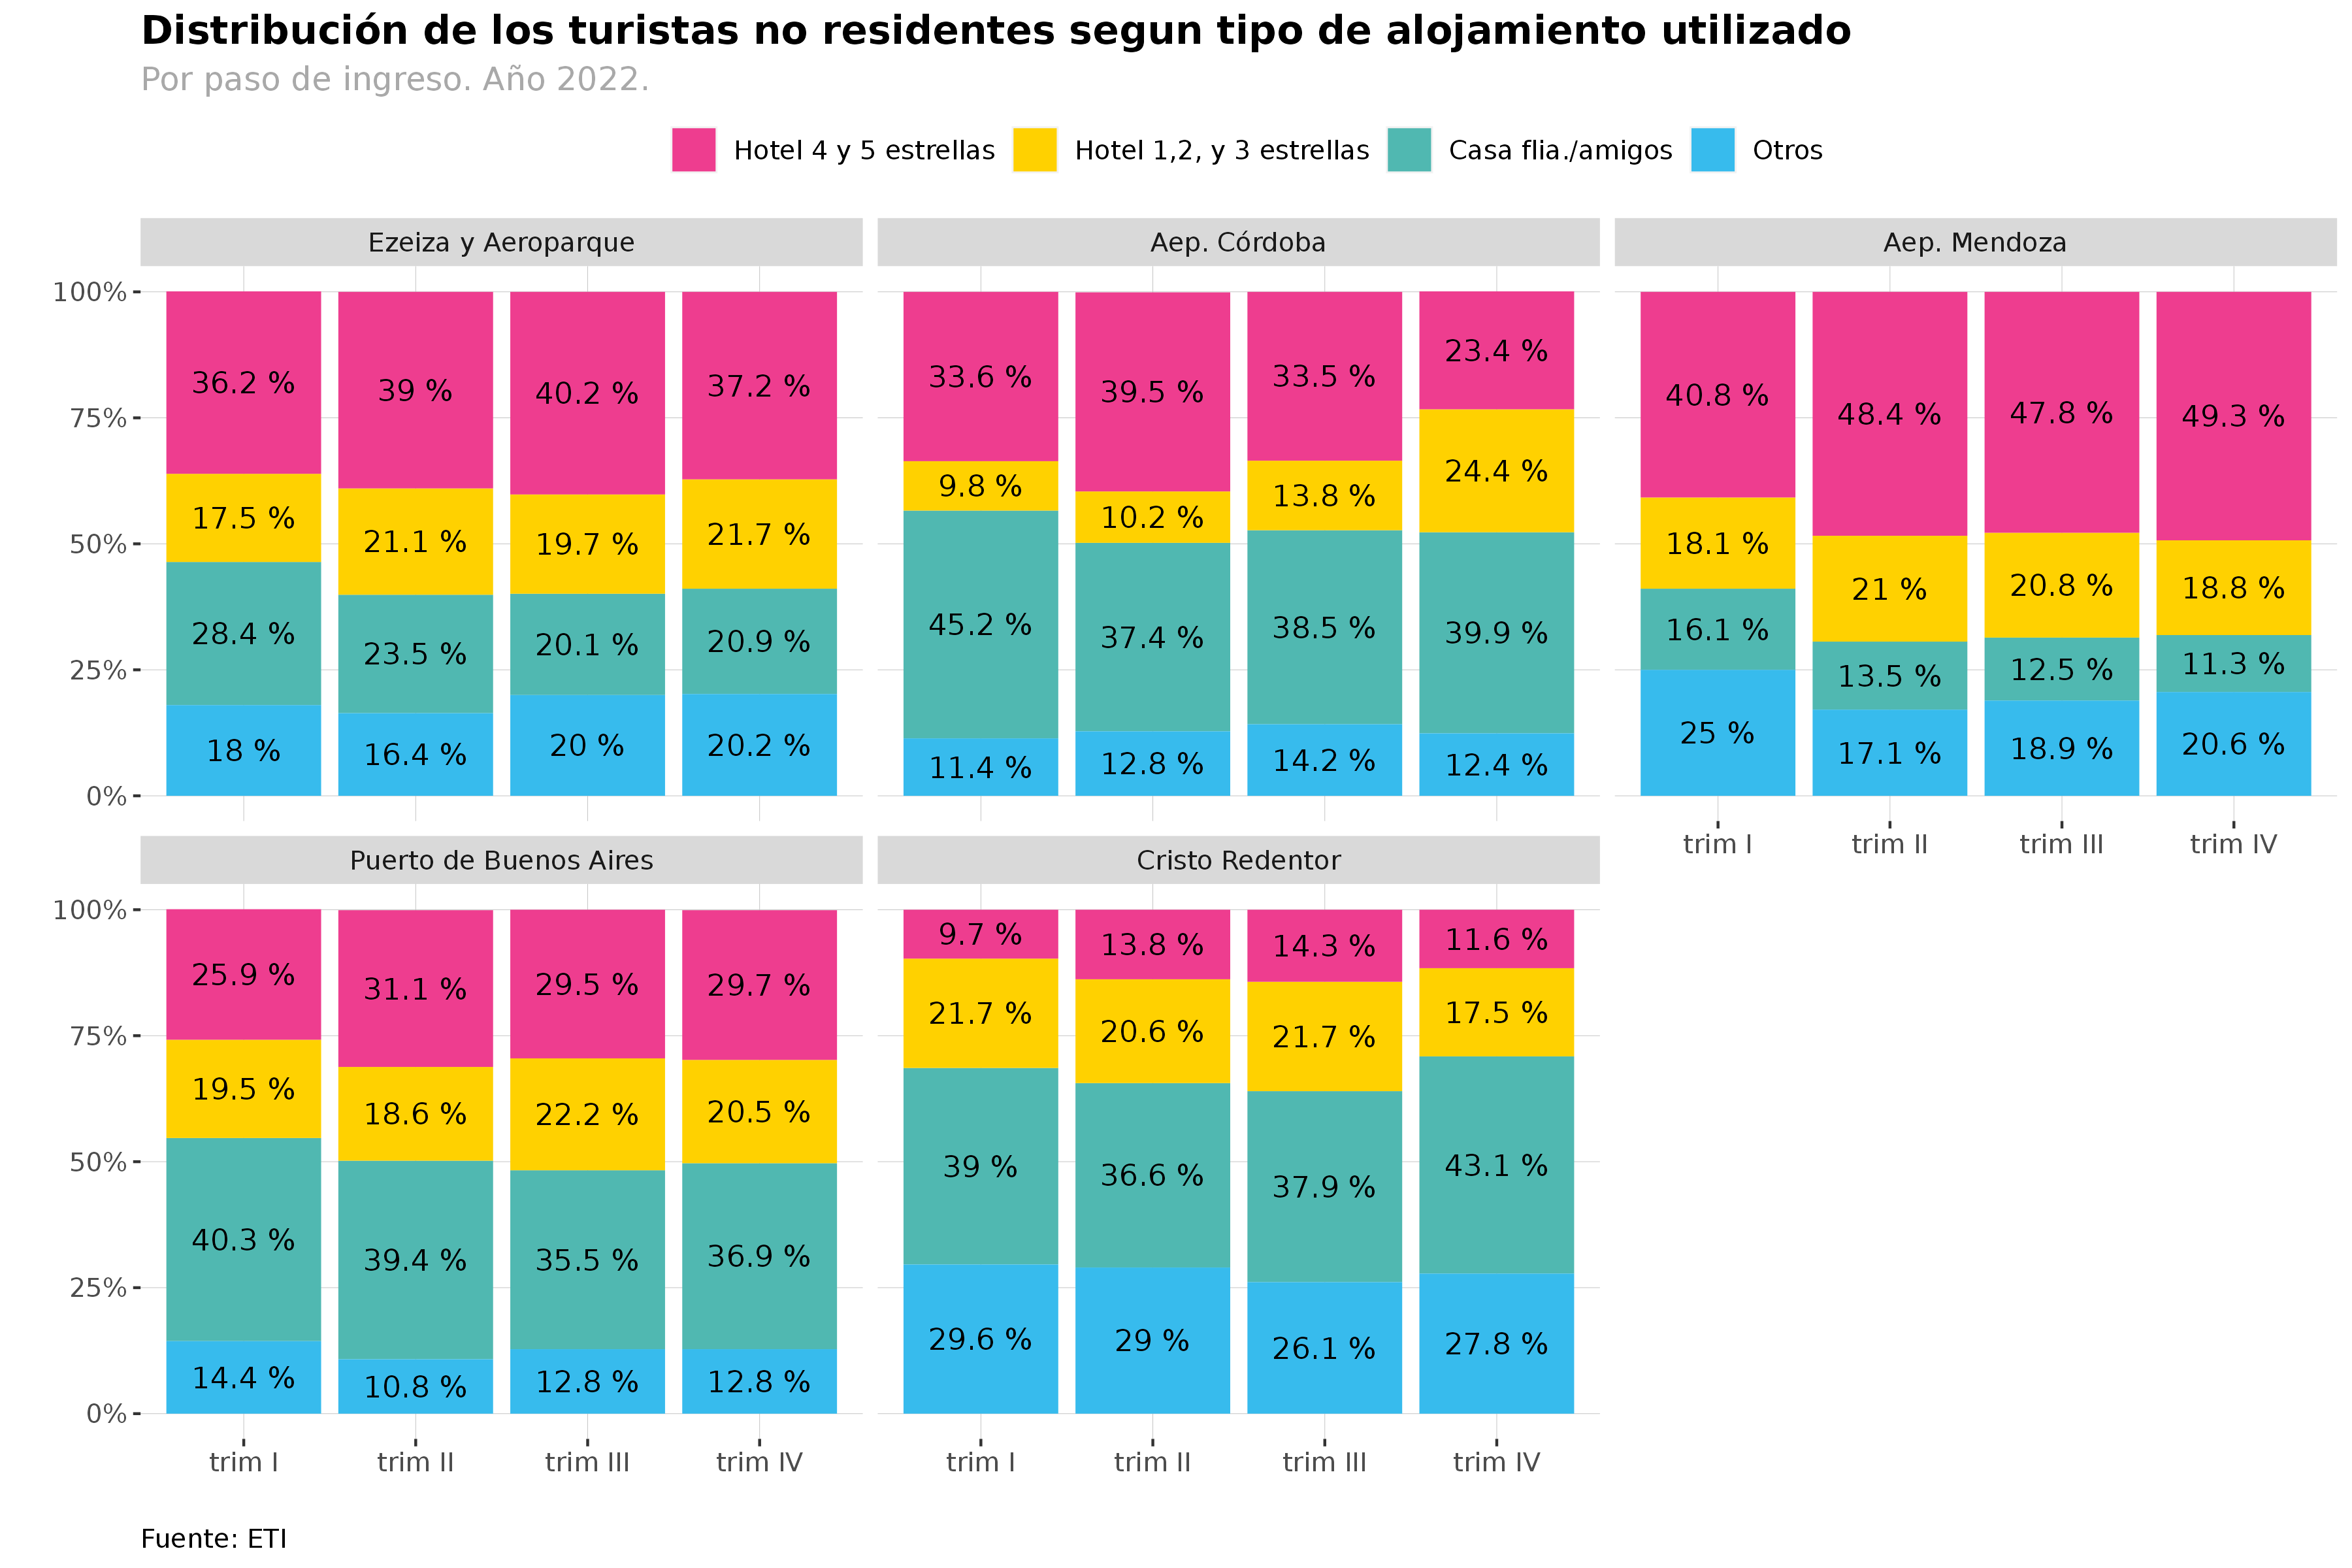 Distribución de los turistas no residentes segun tipo de alojamiento utilizado
Por paso de ingreso. Año 2022.
Hotel 4 y 5 estrellas Hotel 1,2, y 3 estrellas Casa flia./amigos Otros
Ezeiza y Aeroparque Aep. Córdoba Aep. Mendoza
100%
75%
50%
25%
0%
36.2 % 39 % 40.2 % 37.2 %
17.5 % 21.1 % 19.7 % 21.7 %
28.4 % 23.5 % 20.1 % 20.9 %
18 % 16.4 % 20 % 20.2 %
33.6 % 39.5 % 33.5 % 23.4 %
9.8 % 10.2 % 13.8 % 24.4 %
45.2 % 37.4 % 38.5 % 39.9 %
11.4 % 12.8 % 14.2 % 12.4 %
40.8 % 48.4 % 47.8 % 49.3 %
18.1 % 21 % 20.8 % 18.8 %
16.1 % 13.5 % 12.5 % 11.3 %
25 % 17.1 % 18.9 % 20.6 %
trim I trim II trim III trim IV
Puerto de Buenos Aires Cristo Redentor
100%
75%
50%
25%
0%
25.9 % 31.1 % 29.5 % 29.7 %
19.5 % 18.6 % 22.2 % 20.5 %
40.3 % 39.4 % 35.5 % 36.9 %
14.4 % 10.8 % 12.8 % 12.8 %
9.7 % 13.8 % 14.3 % 11.6 %
21.7 % 20.6 % 21.7 % 17.5 %
39 % 36.6 % 37.9 % 43.1 %
29.6 % 29 % 26.1 % 27.8 %
trim I trim II trim III trim IV trim I trim II trim III trim IV
Fuente: ETI